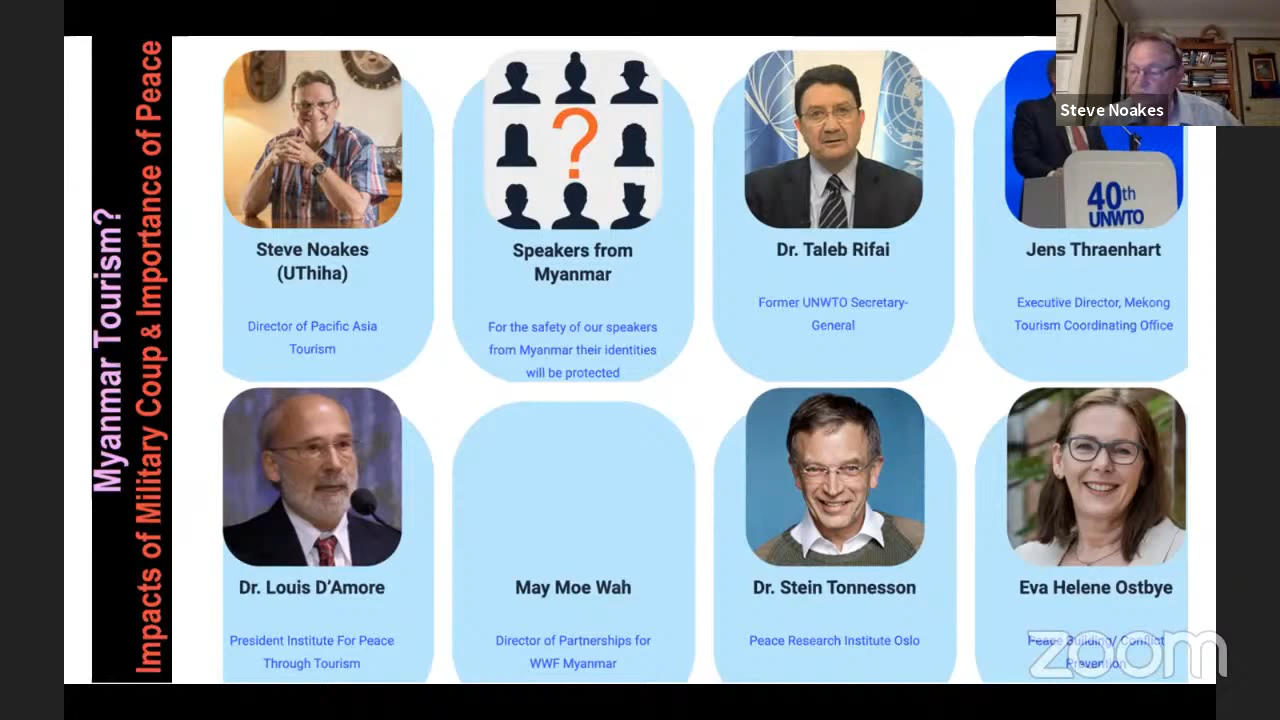 Myanmar Tourism?
Impacts of Military Coup & Importance of Peace
Steve Noakes
Steve Noakes
(UThiha)
Director of Pacific Asia
Tourism
?
Speakers from
Myanmar
For the safety of our speakers
from Myanmar their identities
will be protected
Dr. Taleb Rifai
Former UNWTO Secretary-
General
40th
UNWTO
Jens Thraenhart
Executive Director, Mekong
Tourism Coordinating Office
Dr. Louis D’Amore
President Institute For Peace
Through Tourism
May Moe Wah
Director of Partnerships for
WWF Myanmar
Dr. Stein Tonnesson
Peace Research Institute Oslo
Eva Helene Ostbye
Peace Building/ Conflict
Prevention
zoom